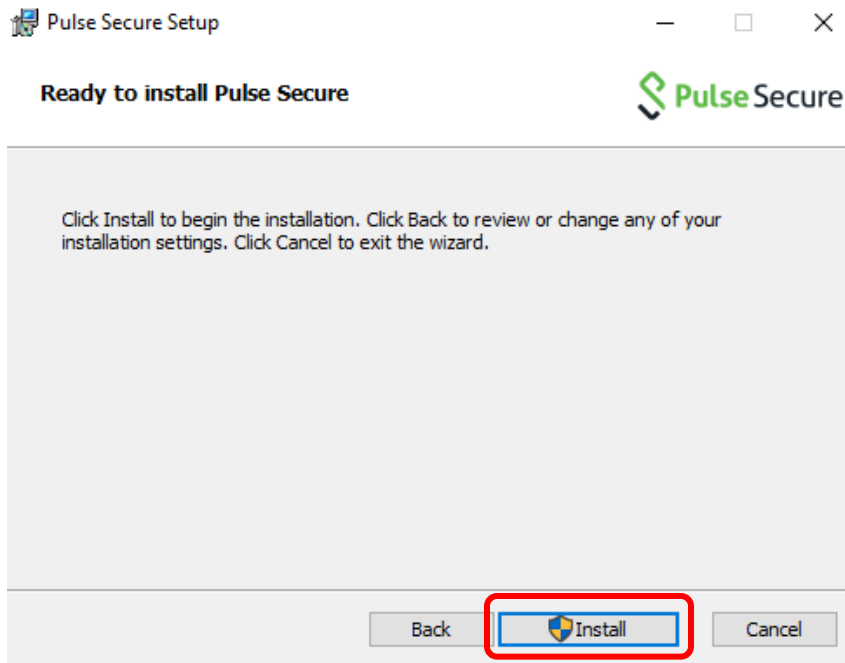 Pulse Secure Setup
Ready to install Pulse Secure
Pulse Secure
Click Install to begin the installation. Click Back to review or change any of your
installation settings. Click Cancel to exit the wizard.
Back
Install
Cancel